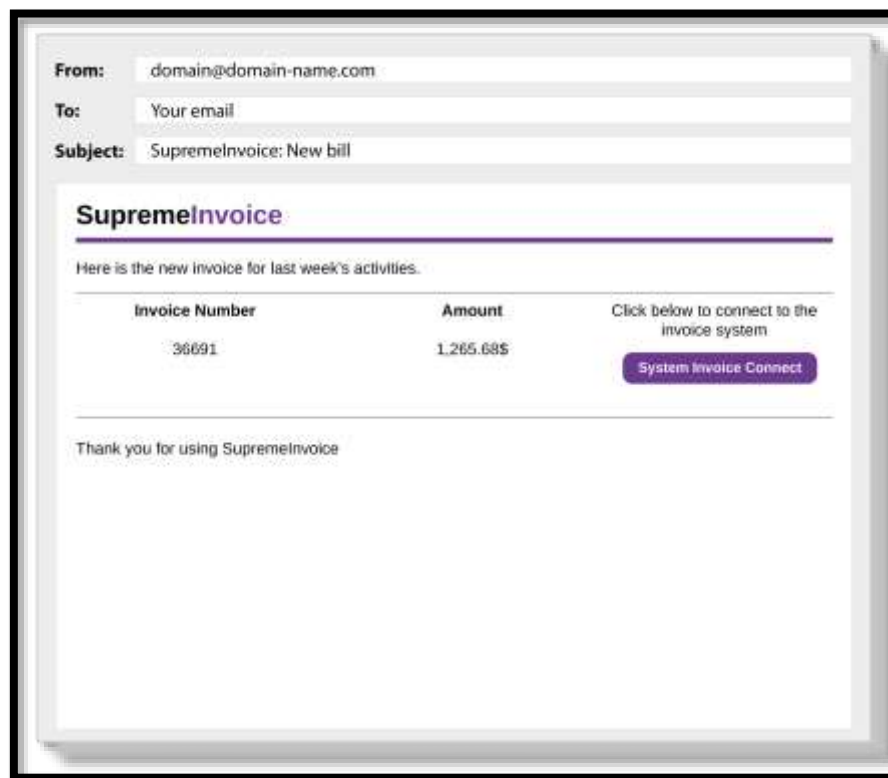 From: domain@domain-name.com
To: Your email
Subject: SupremeInvoice: New bill
SupremeInvoice
Here is the new invoice for last week's activities.
Invoice Number Amount Click below to connect to the
invoice system
36691 1,265.68$
System Invoice Connect
Thank you for using SupremeInvoice